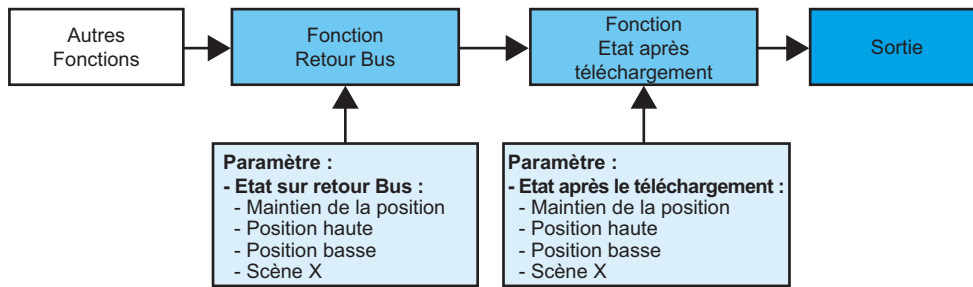 Autres
Fonctions
Fonction
Retour Bus
Fonction
Etat après
téléchargement
Sortie
Paramètre :
- Etat sur retour Bus :
- Maintien de la position
- Position haute
- Position basse
- Scène X
Paramètre :
- Etat après le téléchargement :
- Maintien de la position
- Position haute
- Position basse
- Scène X